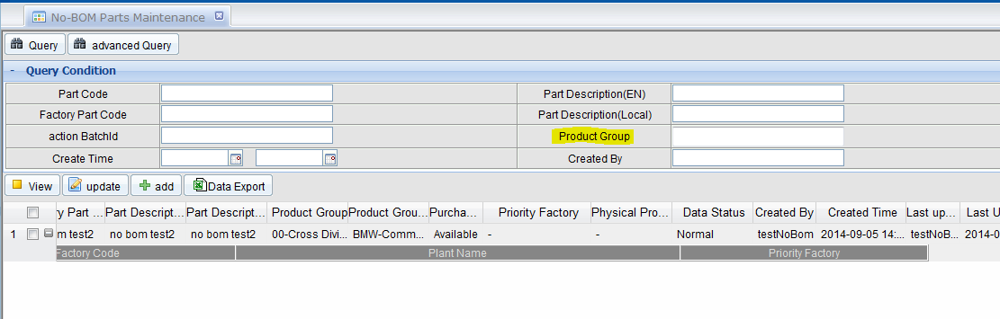 No-BOM Parts Maintenance
Query advanced Query
- Query Condition
Part Code Part Description(EN)
Factory Part Code Part Description(Local)
action BatchId Product Group
Create Time Created By
View update add Data Export
ry Part ... Part Descript... Part Descript... Product Group Product Grou... Purcha... Priority Factory Physical Pro... Data Status Created By Created Time Last up... Last U
1 m test2 no bom test2 no bom test2 00-Cross Divi... BMW-Comm... Available - - Normal testNoBom 2014-09-05 14:... testNoB... 2014-0
Factory Code Plant Name Priority Factory